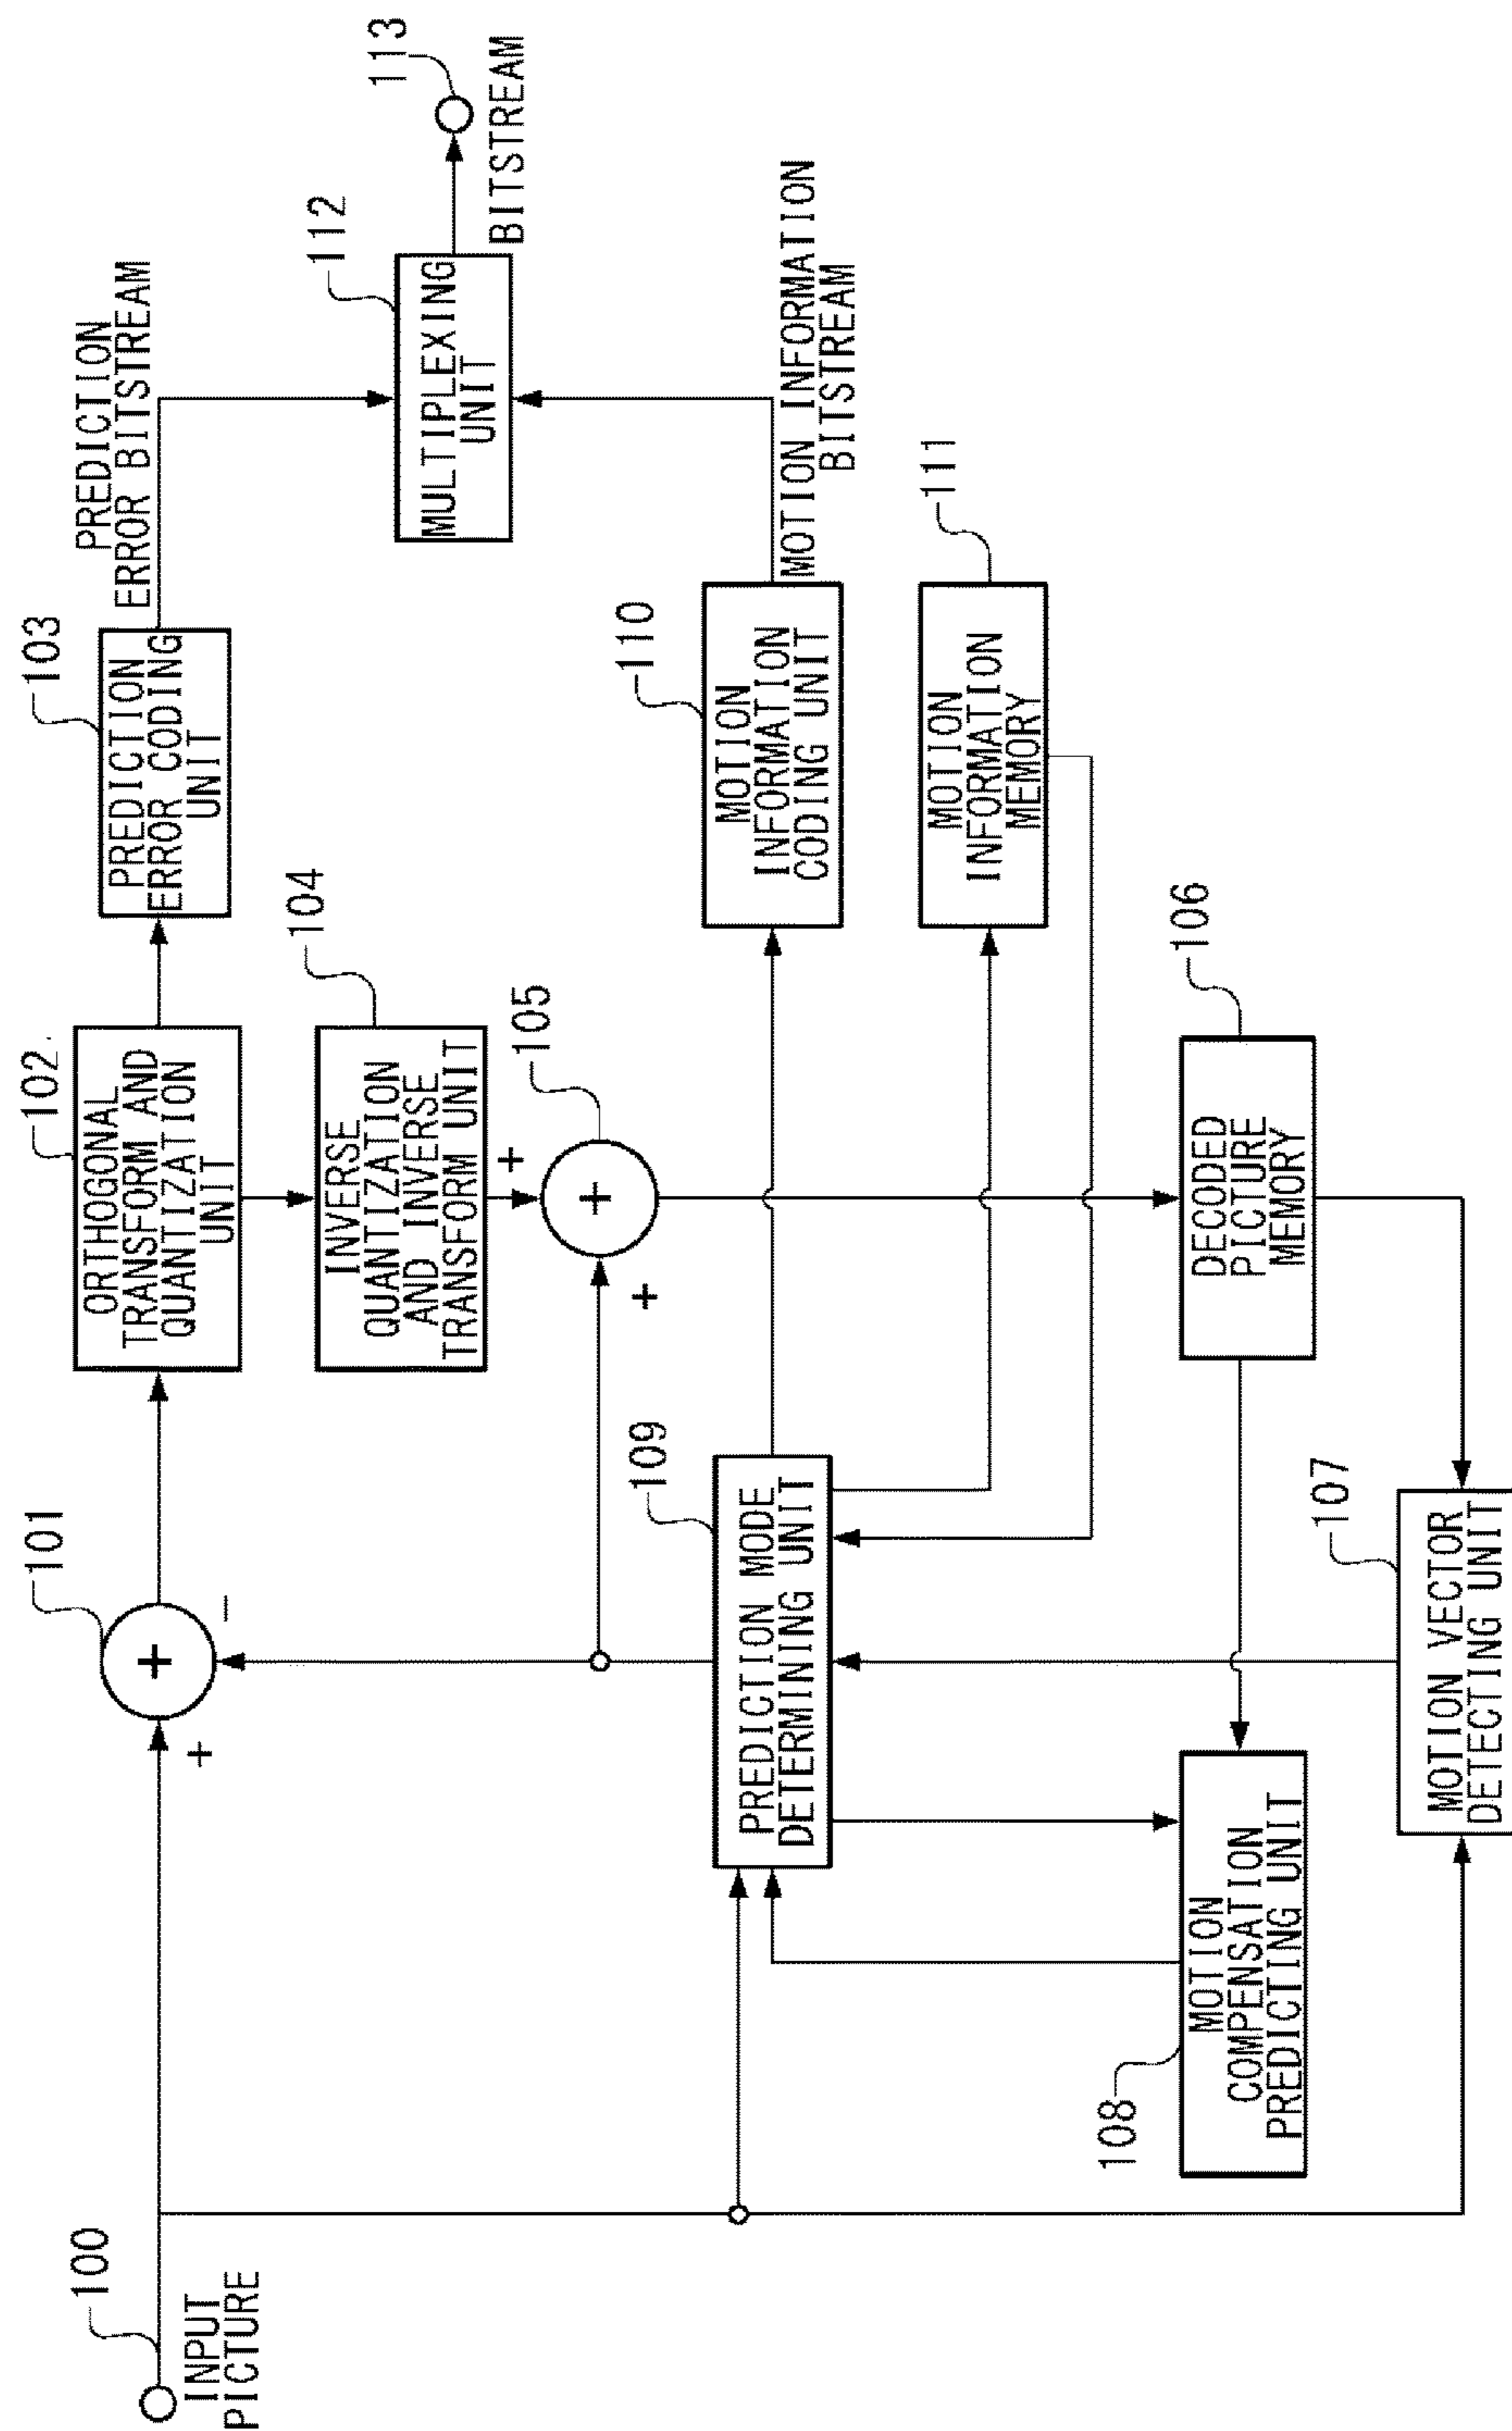 100
INPUT
PICTURE
101
+
+
-
102
ORTHOGONAL
TRANSFORM AND
QUANTIZATION
UNIT
103
PREDICTION
ERROR CODING
UNIT
PREDICTION
ERROR BITSTREAM
104
INVERSE
QUANTIZATION
AND INVERSE
TRANSFORM UNIT
+
105
+
+
112
MULTIPLEXING
UNIT
113
BITSTREAM
109
PREDICTION MODE
DETERMINING UNIT
110
MOTION
INFORMATION
CODING UNIT
MOTION INFORMATION
BITSTREAM
111
MOTION
INFORMATION
MEMORY
108
MOTION
COMPENSATION
PREDICTING UNIT
106
DECODED
PICTURE
MEMORY
107
MOTION VECTOR
DETECTING UNIT